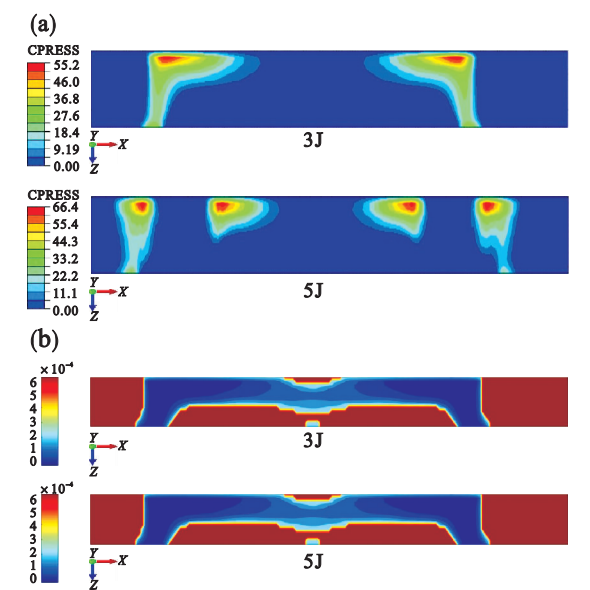 (a)
CPRESS
55.2
46.0
36.8
27.6
18.4
9.19
0.00
Y
X
Z
3J
CPRESS
66.4
55.4
44.3
33.2
22.2
11.1
0.00
Y
X
Z
5J
(b)
×10⁻⁴
6
5
4
3
2
1
0
Y
X
Z
3J
×10⁻⁴
6
5
4
3
2
1
0
Y
X
Z
5J